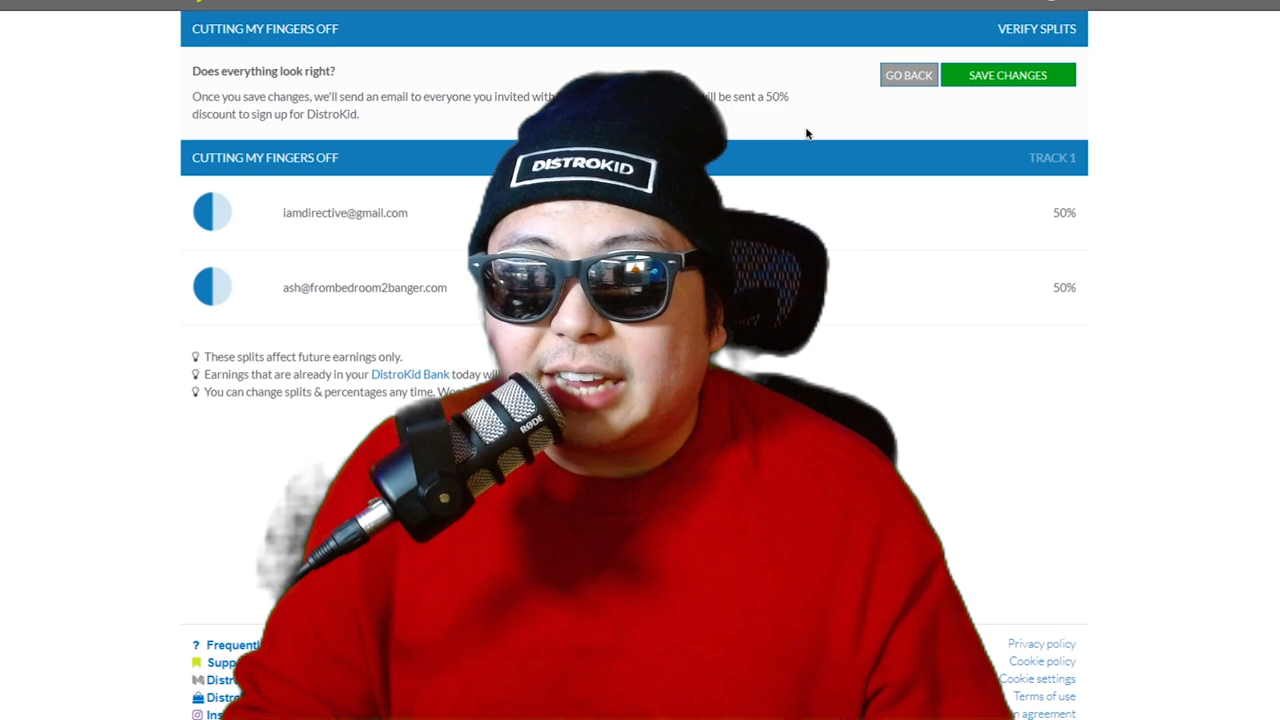 CUTTING MY FINGERS OFF
VERIFY SPLITS
Does everything look right?
GO BACK
SAVE CHANGES
Once you save changes, we'll send an email to everyone you invited with be sent a 50%
discount to sign up for DistroKid.
CUTTING MY FINGERS OFF
TRACK 1
DISTROKID
iamdirective@gmail.com
50%
ash@frombedroom2banger.com
50%
These splits affect future earnings only.
Earnings that are already in your DistroKid Bank today
You can change splits & percentages any time.
RØDE
?
Privacy policy
Cookie policy
Cookie settings
Terms of use
agreement